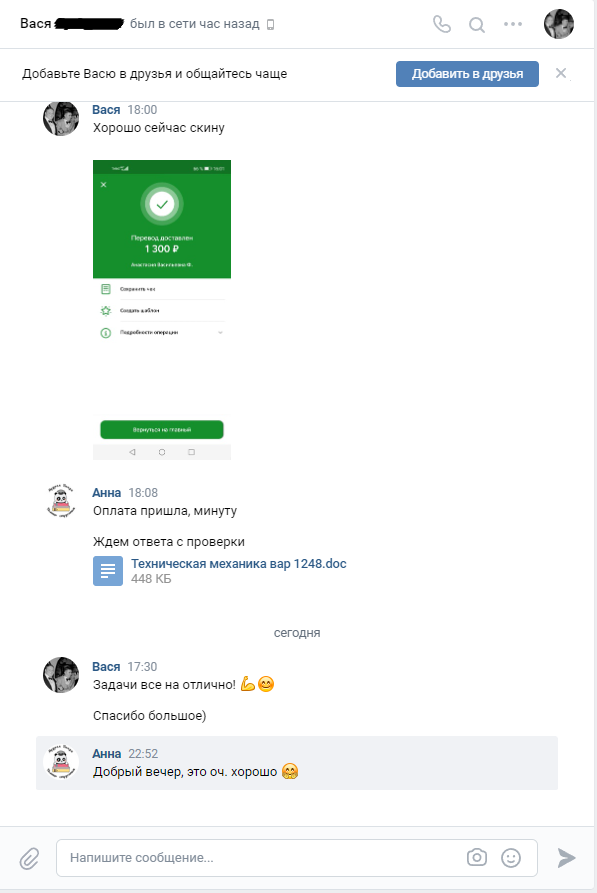 Вася был в сети час назад
Добавьте Васю в друзья и общайтесь чаще
Добавить в друзья
Вася 18:00
Хорошо сейчас скину
Перевод доставлен
1 300 ₽
Анастасия Васильевна Ф.
Сохранить чек
Создать шаблон
Подробности операции
Вернуться на главный
Анна 18:08
Оплата пришла, минуту
Ждем ответа с проверки
Техническая механика вар 1248.doc
448 КБ
сегодня
Вася 17:30
Задачи все на отлично! 💪😊
Спасибо большое)
Анна 22:52
Добрый вечер, это оч. хорошо 🤗
Напишите сообщение...